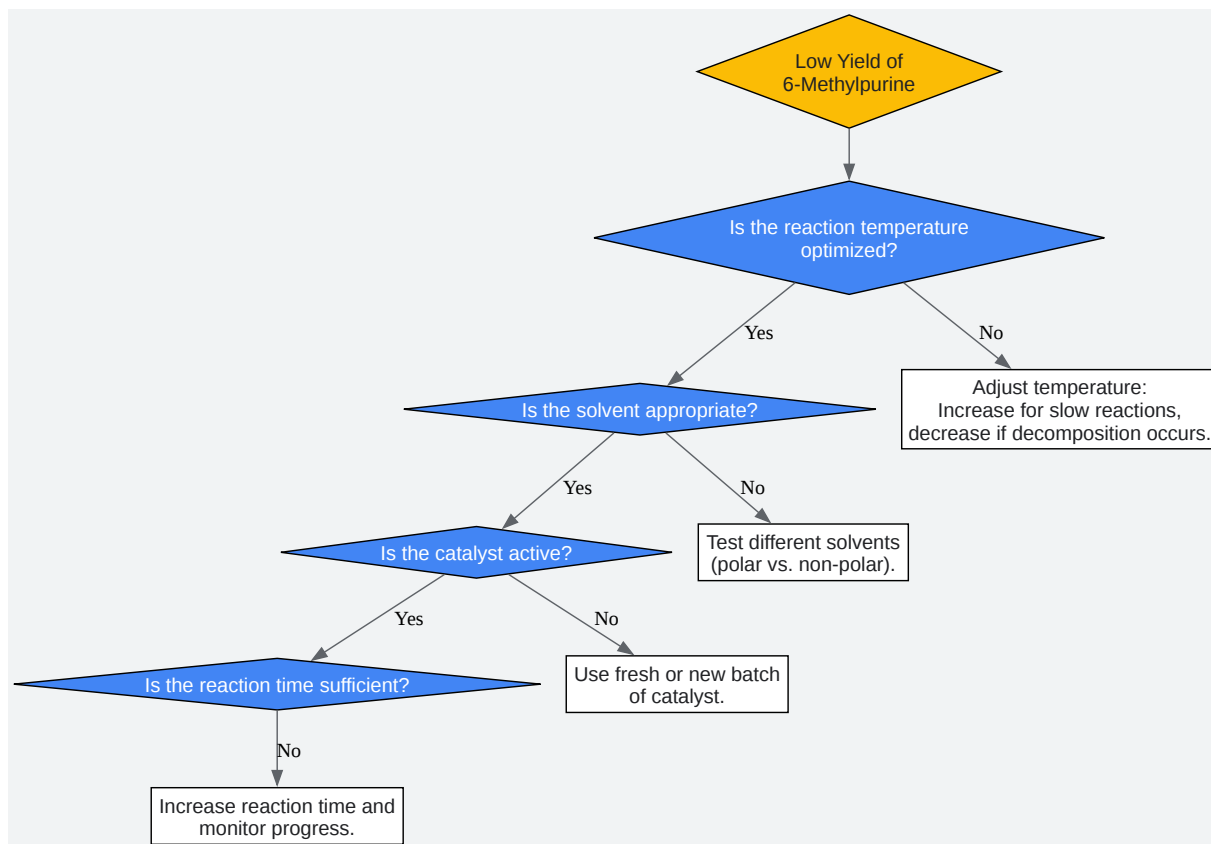 Low Yield of
6-Methylpurine
Is the reaction temperature
optimized?
Yes
No
Adjust temperature:
Increase for slow reactions,
decrease if decomposition occurs.
Is the solvent appropriate?
Yes
No
Test different solvents
(polar vs. non-polar).
Is the catalyst active?
Yes
No
Use fresh or new batch
of catalyst.
Is the reaction time sufficient?
No
Increase reaction time and
monitor progress.